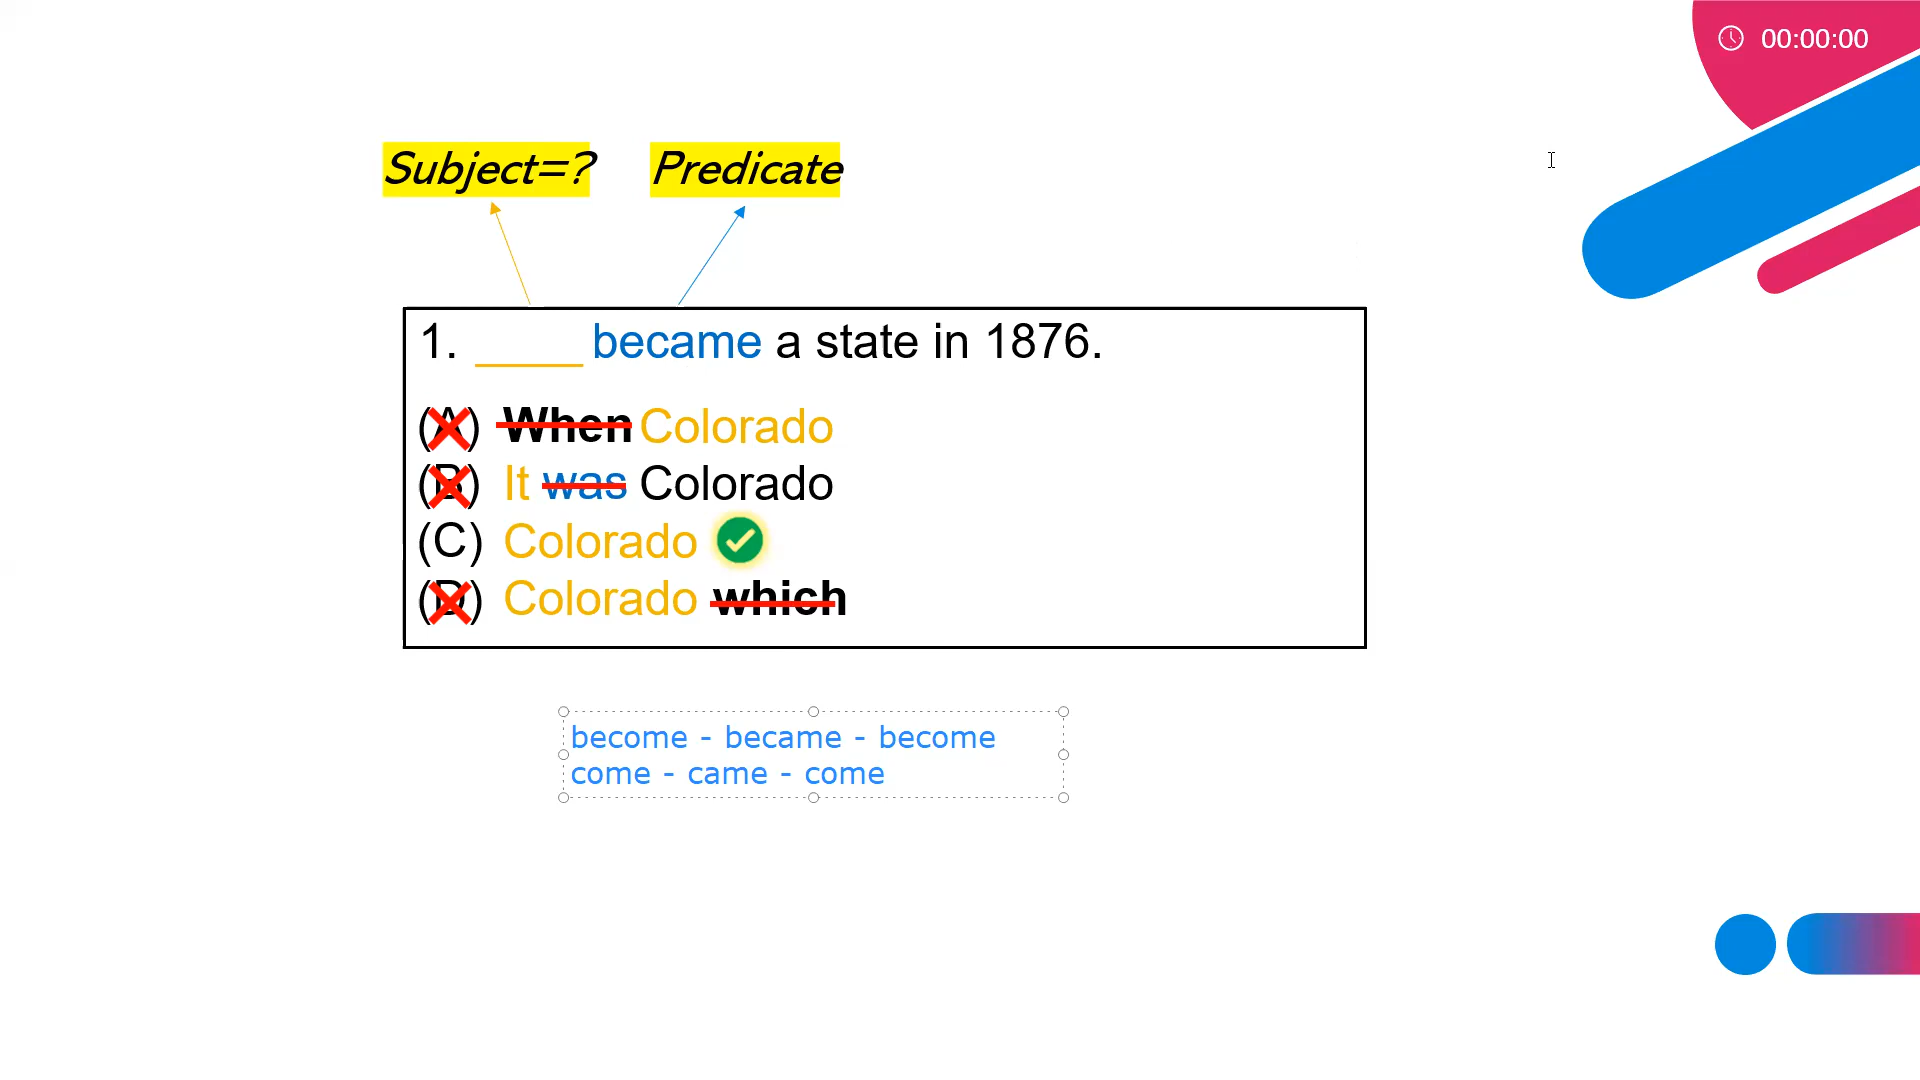 00:00:00
Subject=? Predicate
1. ____ became a state in 1876.
(A) When Colorado
(B) It was Colorado
(C) Colorado
(D) Colorado which
become - became - become
come - came - come